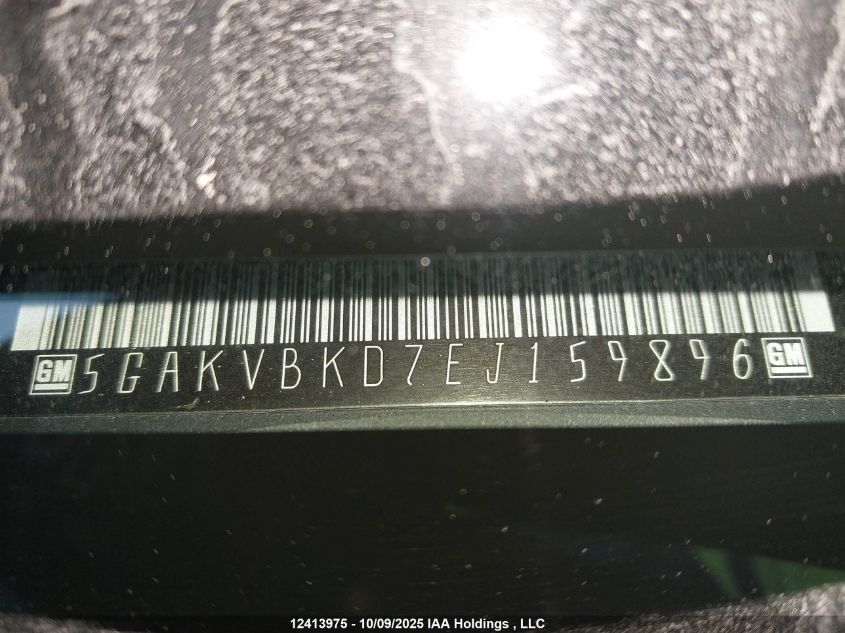 GM 5GAKVBKD7EJ159896 GM
12413975 - 10/09/2025 IAA Holdings , LLC